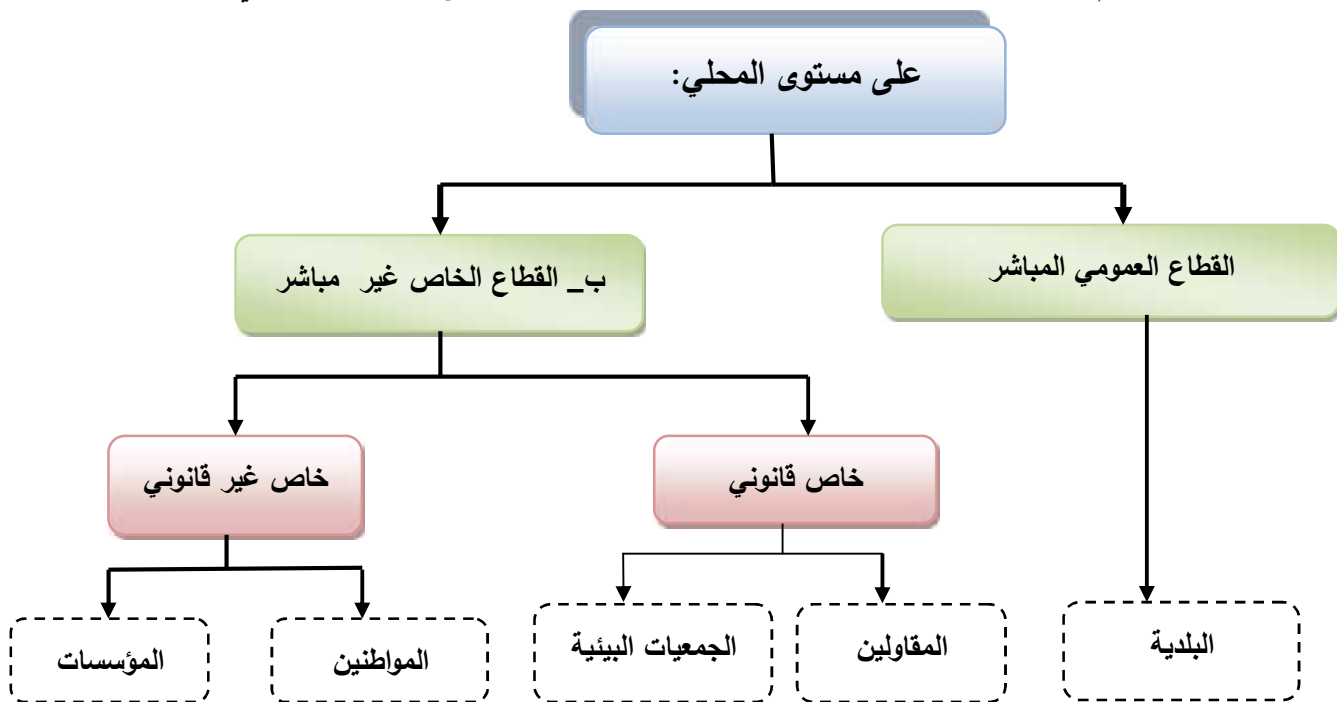 على مستوى المحلي:
القطاع العمومي المباشر
ب_ القطاع الخاص غير مباشر
خاص قانوني
خاص غير قانوني
البلدية
المقاولين
الجمعيات البيئية
المواطنين
المؤسسات